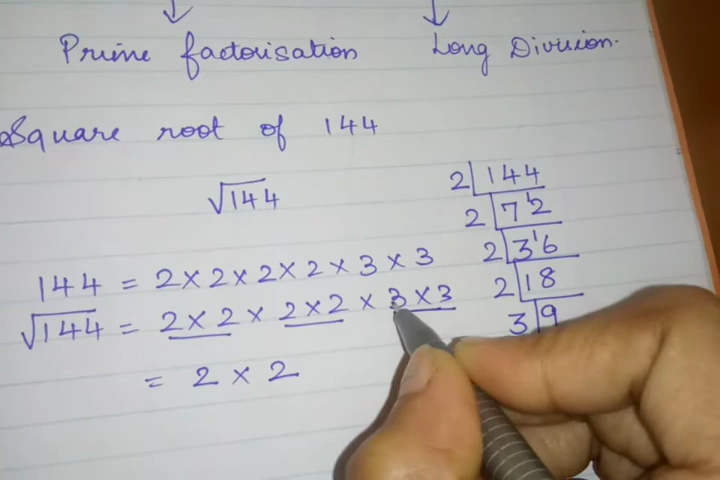 Prime factorisation Long Division.
Square root of 144
√144
144 = 2 × 2 × 2 × 2 × 3 × 3
√144 = 2 × 2 × 2 × 2 × 3 × 3
= 2 × 2
2 144
2 72
2 36
2 18
3 9